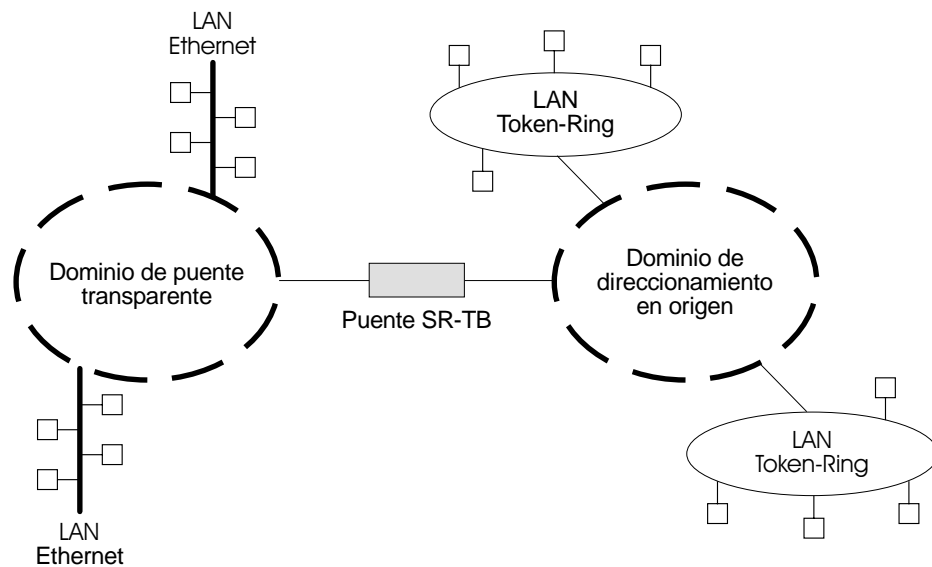 LAN
Ethernet
LAN
Token-Ring
Dominio de puente
transparente
Puente SR-TB
Dominio de
direccionamiento
en origen
LAN
Token-Ring
LAN
Ethernet